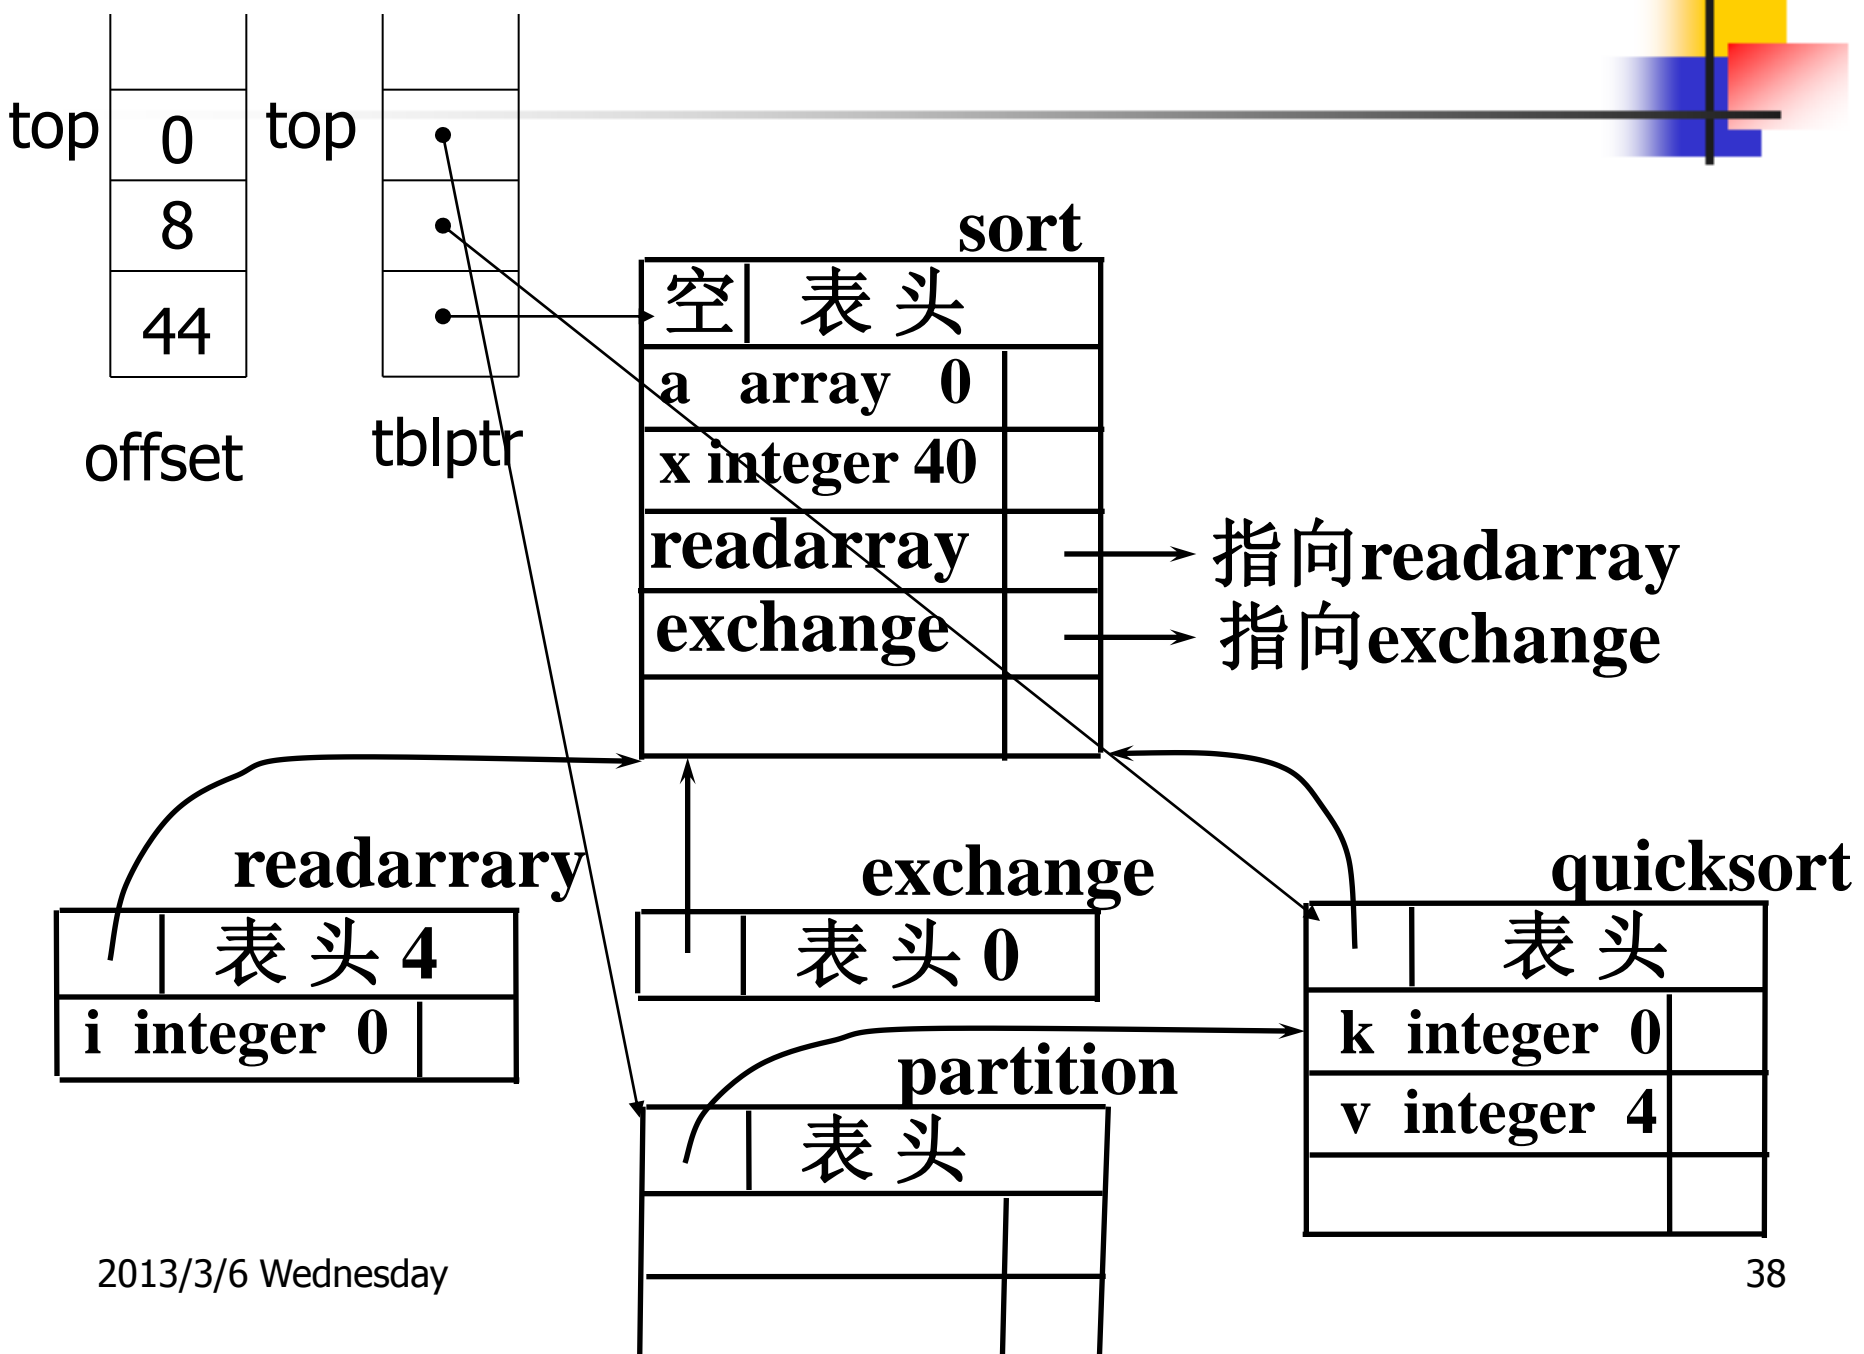 top
0
top
8
44
offset
tblptr
sort
空 表 头
a array 0
x integer 40
readarray
指向readarray
exchange
指向exchange
readarrary
表 头 4
i integer 0
exchange
表 头 0
quicksort
表 头
k integer 0
v integer 4
partition
表 头
2013/3/6 Wednesday
38